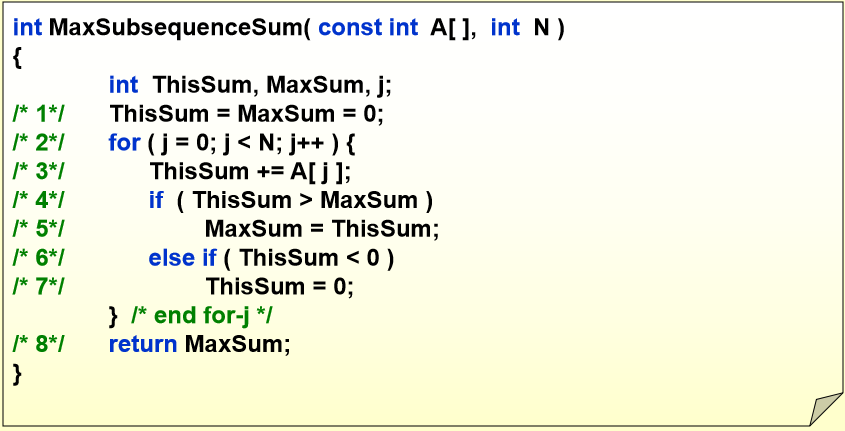 int MaxSubsequenceSum( const int A[ ], int N )
{
int ThisSum, MaxSum, j;
/* 1*/ ThisSum = MaxSum = 0;
/* 2*/ for ( j = 0; j < N; j++ ) {
/* 3*/ ThisSum += A[ j ];
/* 4*/ if ( ThisSum > MaxSum )
/* 5*/ MaxSum = ThisSum;
/* 6*/ else if ( ThisSum < 0 )
/* 7*/ ThisSum = 0;
} /* end for-j */
/* 8*/ return MaxSum;
}